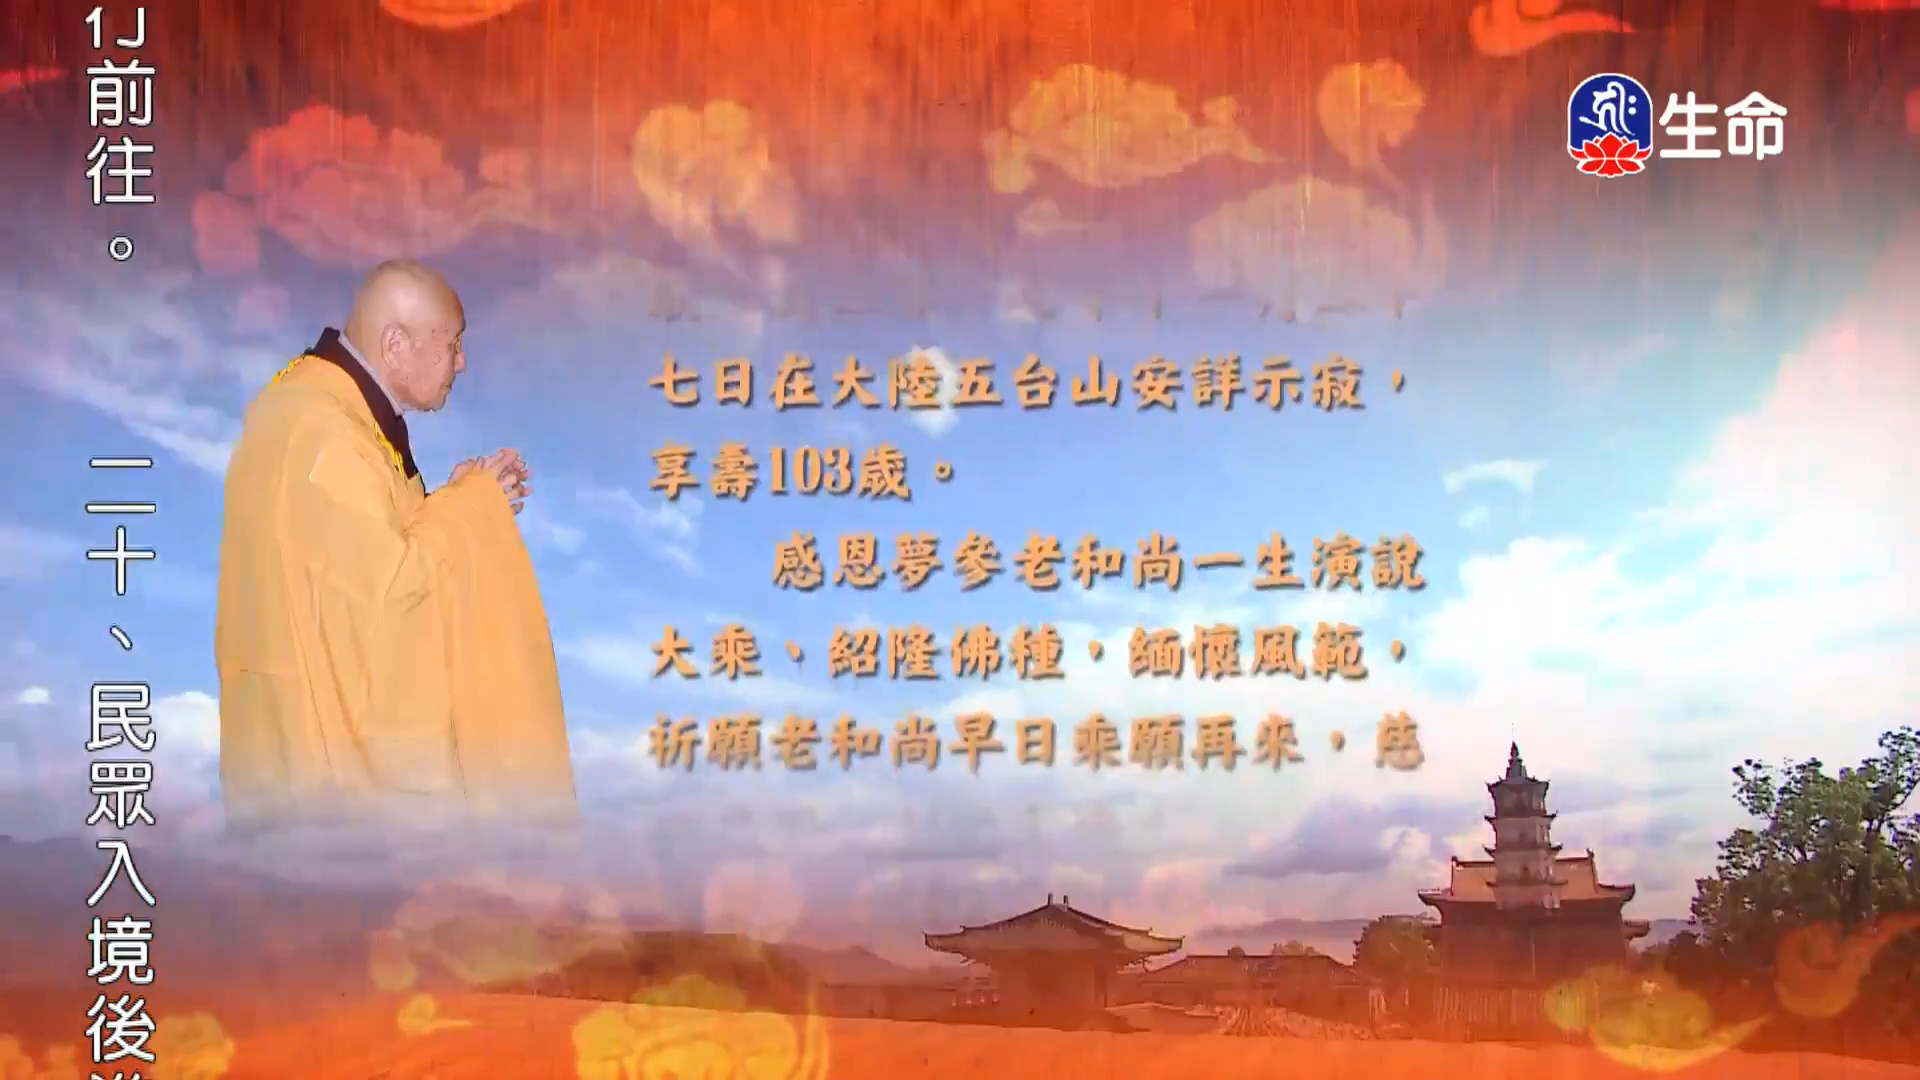 前往。
二十、民眾入境後
生命
七日在大陸五台山安詳示寂，
享壽103歲。
感恩夢參老和尚一生演說
大乘、紹隆佛種，緬懷風範，
祈願老和尚早日乘願再來，慈